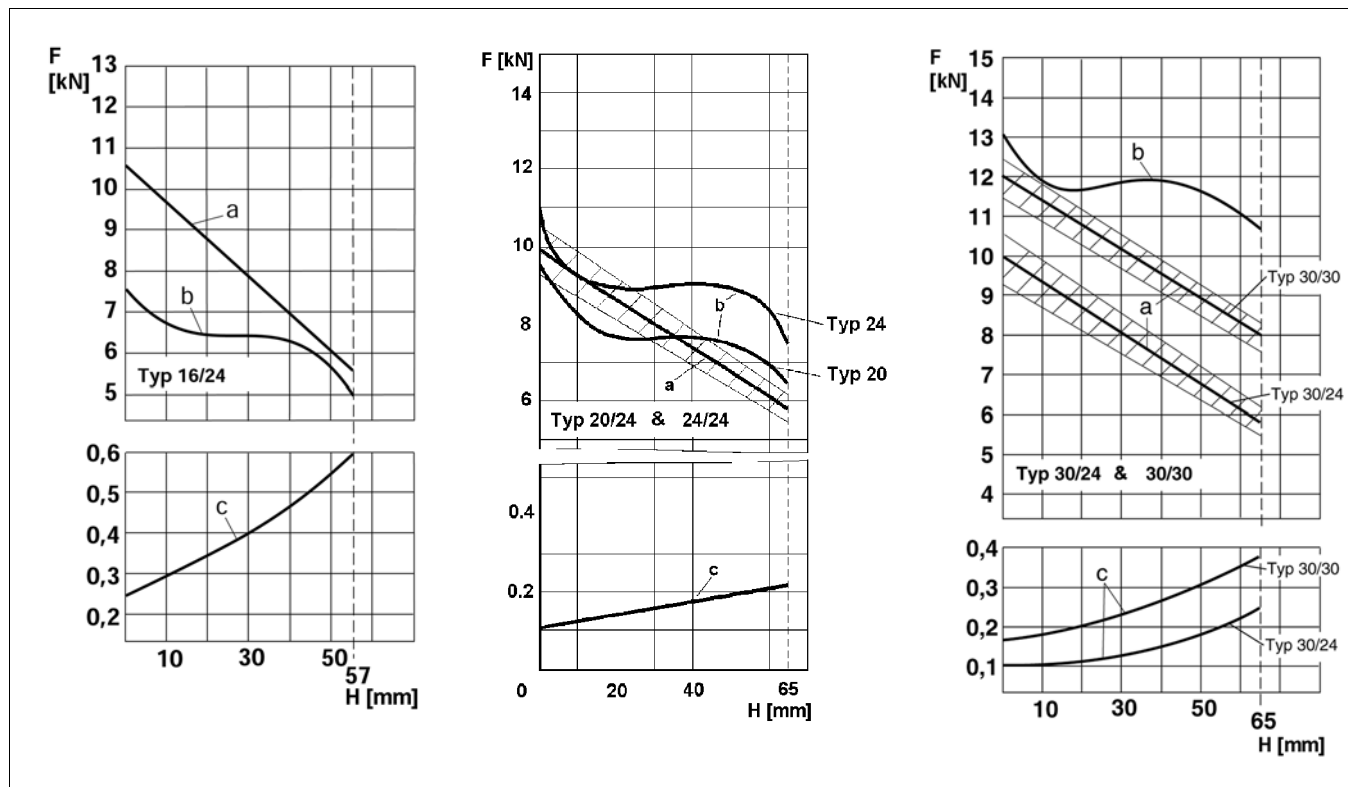 F
[kN]
13
12
11
10
9
8
7
6
5
a
b
Typ 16/24
0,6
0,5
0,4
0,3
0,2
c
10 30 50
57
H [mm]
F [kN]
14
12
10
8
6
b
a
Typ 24
Typ 20
Typ 20/24 & 24/24
0.4
0.2
c
0 20 40 65
H [mm]
F
[kN]
15
14
13
12
11
10
9
8
7
6
5
4
b
a
Typ 30/30
Typ 30/24
Typ 30/24 & 30/30
0,4
0,3
0,2
0,1
c
Typ 30/30
Typ 30/24
10 30 50 65
H [mm]